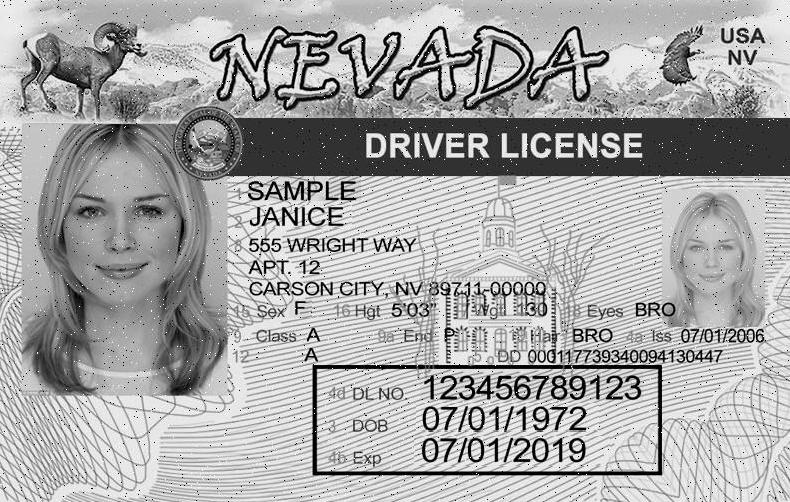 NEVADA
USA
NV
DRIVER LICENSE
1 SAMPLE
2 JANICE
8 555 WRIGHT WAY
APT. 12
CARSON CITY, NV 89711-00000
15 Sex F 16 Hgt 5'03" 17 Wgt 130 18 Eyes BRO
9 Class A 9a End P Hair BRO 4a Iss 07/01/2006
12 A 5 DD 000117739340094130447
4d DL NO. 123456789123
3 DOB 07/01/1972
4b Exp 07/01/2019